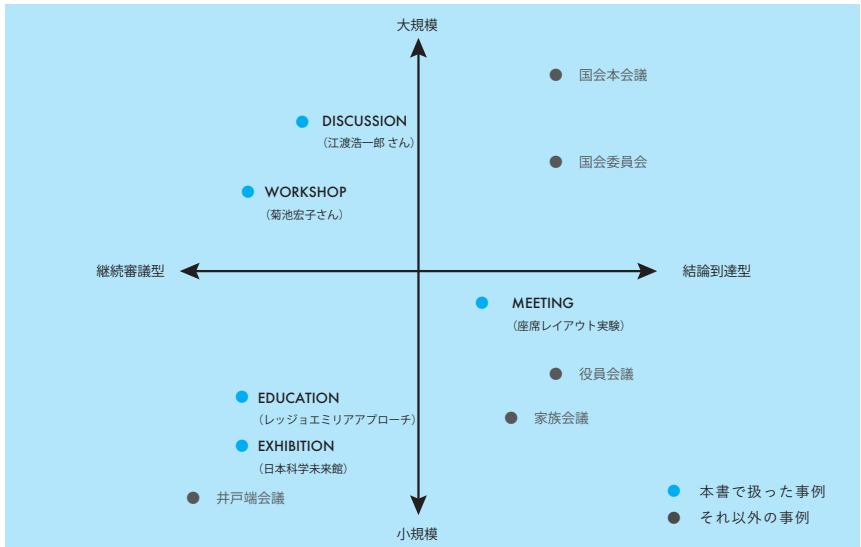 大規模
国会本会議
DISCUSSION
（江渡浩一郎 さん）
国会委員会
WORKSHOP
（菊池宏子さん）
継続審議型
結論到達型
MEETING
（座席レイアウト実験）
役員会議
EDUCATION
（レッジョエミリアアプローチ）
家族会議
EXHIBITION
（日本科学未来館）
井戸端会議
本書で扱った事例
それ以外の事例
小規模